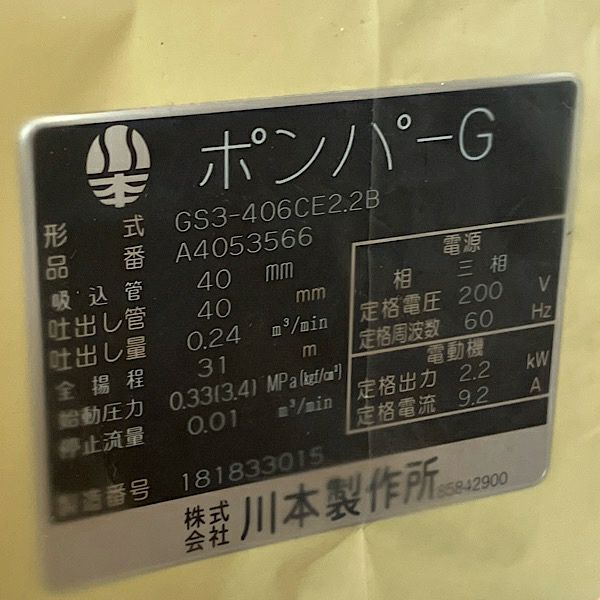 ポンパーG
形式 GS3-406CE2.2B
品番 A4053566
吸込管 40 mm
吐出し管 40 mm
吐出し量 0.24 m³/min
全揚程 31 m
始動圧力 0.33(3.4) MPa(kgf/cm²)
停止流量 0.01 m³/min
製造番号 181833015
電源
相 三相
定格電圧 200 V
定格周波数 60 Hz
電動機
定格出力 2.2 kW
定格電流 9.2 A
株式会社 川本製作所
85842900